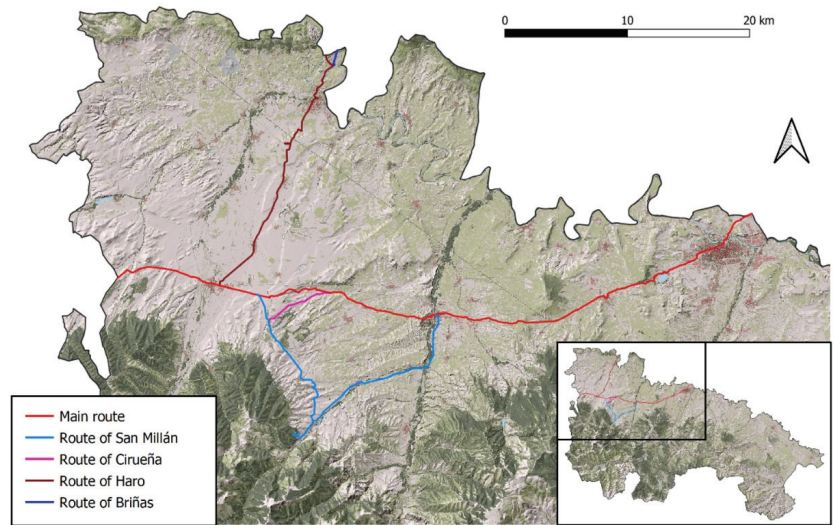 0 10 20 km
Main route
Route of San Millán
Route of Cirueña
Route of Haro
Route of Briñas